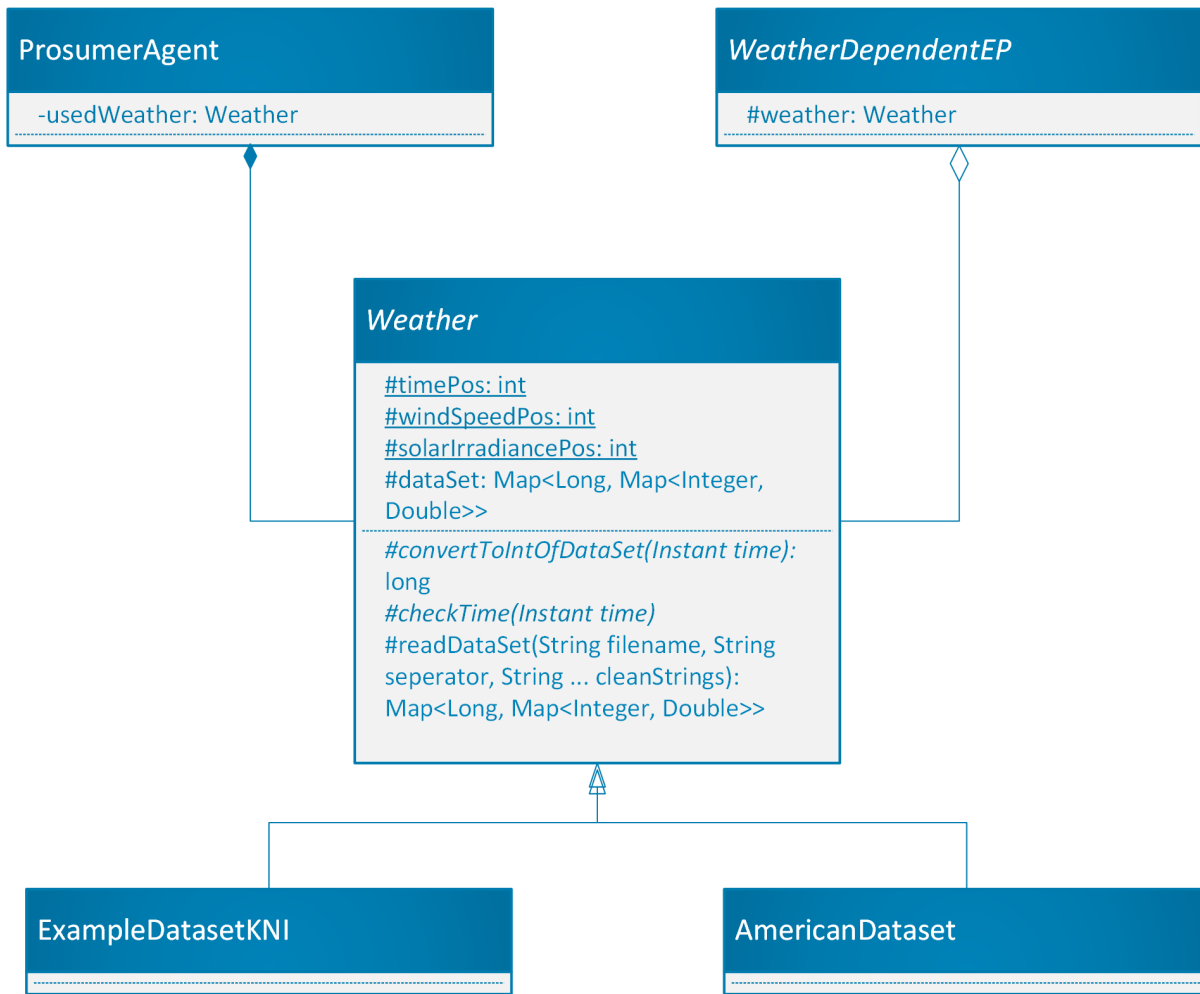 ProsumerAgent
-usedWeather: Weather
WeatherDependentEP
#weather: Weather
Weather
#timePos: int
#windSpeedPos: int
#solarIrradiancePos: int
#dataSet: Map<Long, Map<Integer,
Double>>
#convertToIntOfDataSet(Instant time):
long
#checkTime(Instant time)
#readDataSet(String filename, String
seperator, String ... cleanStrings):
Map<Long, Map<Integer, Double>>
ExampleDatasetKNI
AmericanDataset